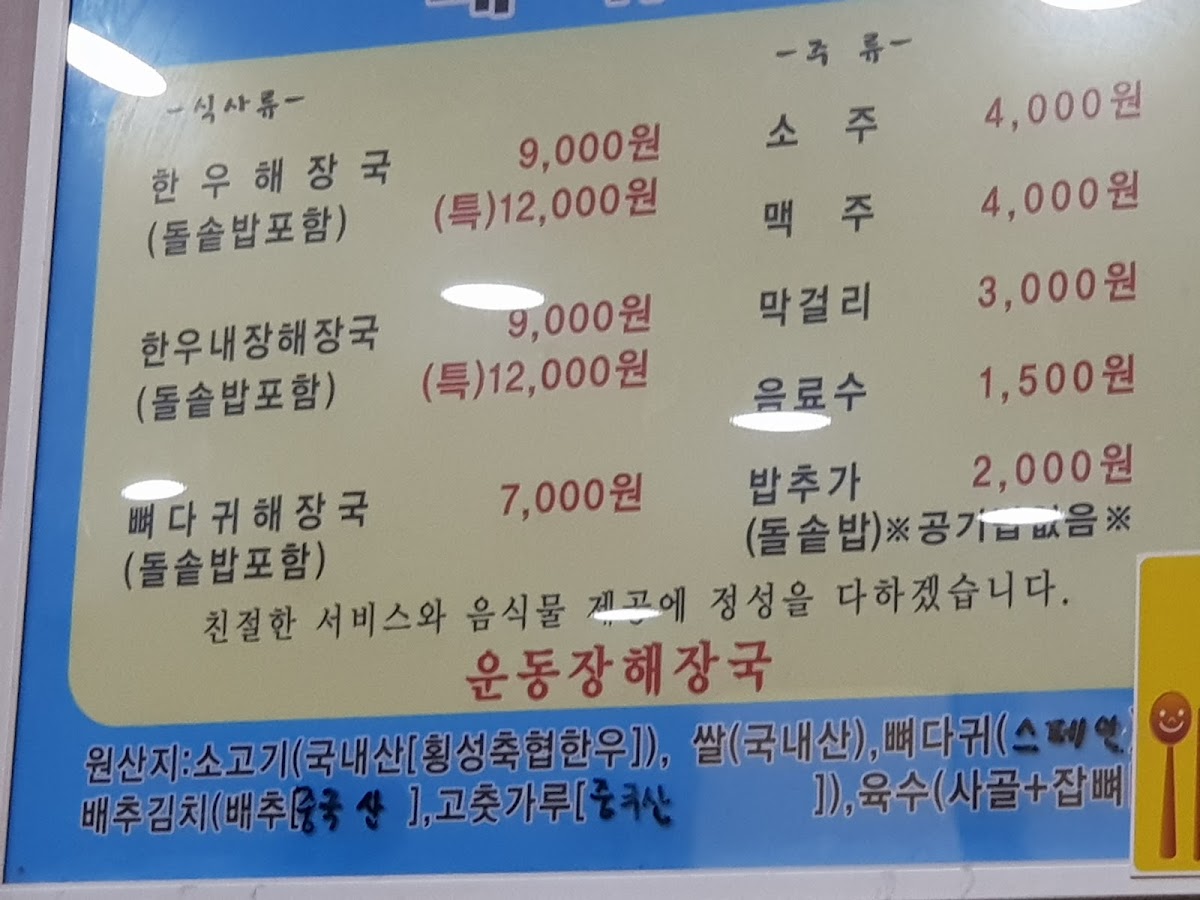 -식사류-
한우해장국 9,000원
(돌솥밥포함) (특)12,000원
한우내장해장국 9,000원
(돌솥밥포함) (특)12,000원
뼈다귀해장국 7,000원
(돌솥밥포함)
-주류-
소주 4,000원
맥주 4,000원
막걸리 3,000원
음료수 1,500원
밥추가 2,000원
(돌솥밥)※공기밥없음※
친절한 서비스와 음식물 제공에 정성을 다하겠습니다.
운동장해장국
원산지:소고기(국내산[횡성축협한우]), 쌀(국내산),뼈다귀(스페인)
배추김치(배추[중국산 ],고춧가루[ ]),육수(사골+잡뼈